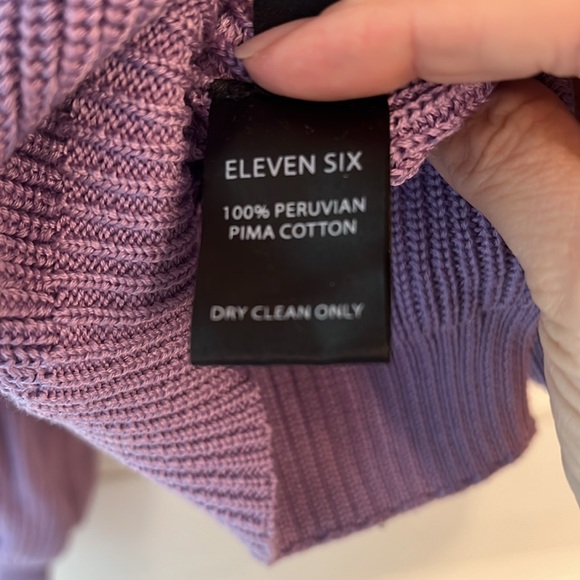 ELEVEN SIX
100% PERUVIAN
PIMA COTTON
DRY CLEAN ONLY